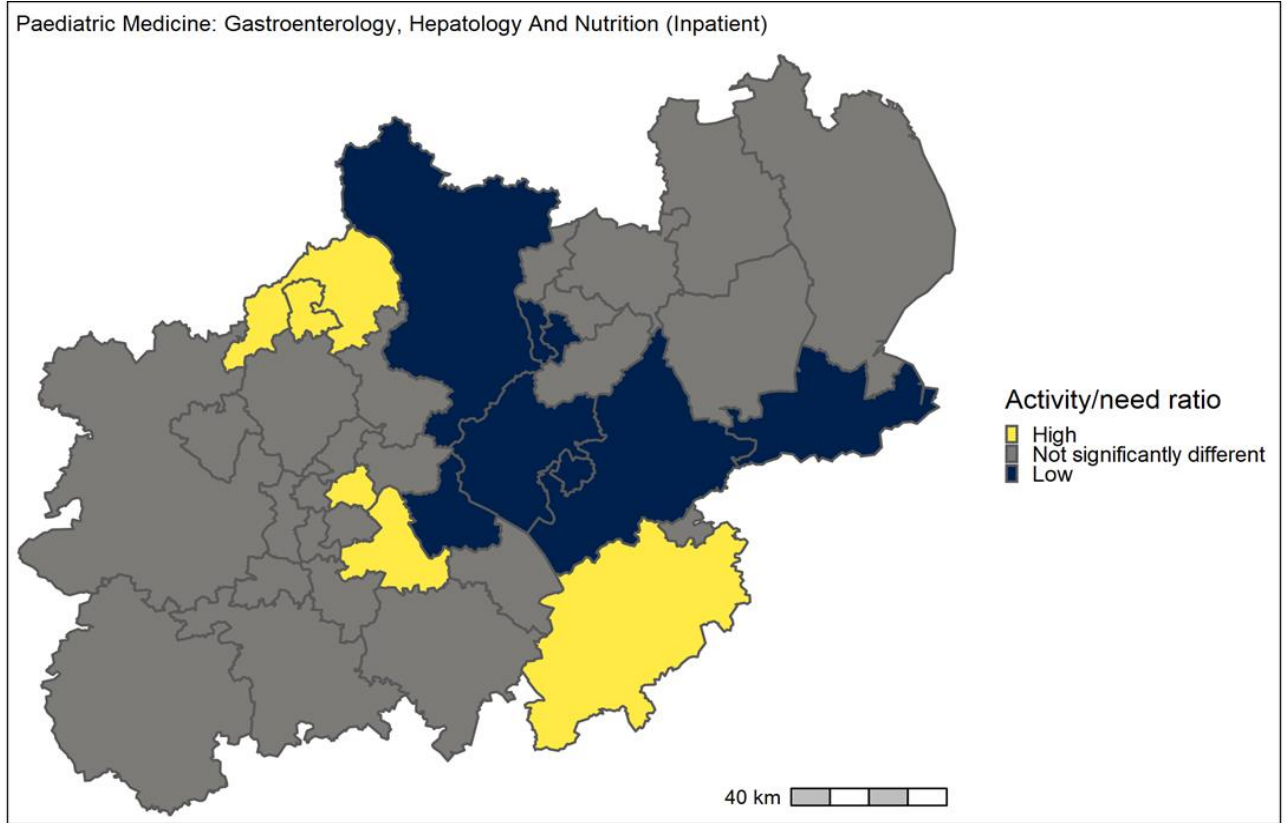 Paediatric Medicine: Gastroenterology, Hepatology And Nutrition (Inpatient)
Activity/need ratio
High
Not significantly different
Low
40 km